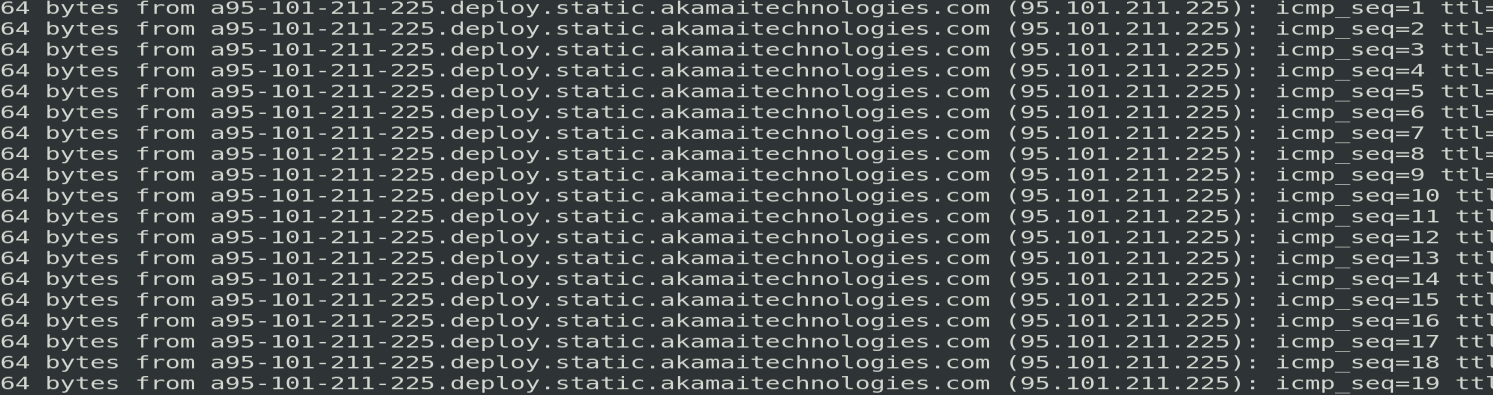 64 bytes from a95-101-211-225.deploy.static.akamaitechnologies.com (95.101.211.225): icmp_seq=1 ttl=
64 bytes from a95-101-211-225.deploy.static.akamaitechnologies.com (95.101.211.225): icmp_seq=2 ttl=
64 bytes from a95-101-211-225.deploy.static.akamaitechnologies.com (95.101.211.225): icmp_seq=3 ttl=
64 bytes from a95-101-211-225.deploy.static.akamaitechnologies.com (95.101.211.225): icmp_seq=4 ttl=
64 bytes from a95-101-211-225.deploy.static.akamaitechnologies.com (95.101.211.225): icmp_seq=5 ttl=
64 bytes from a95-101-211-225.deploy.static.akamaitechnologies.com (95.101.211.225): icmp_seq=6 ttl=
64 bytes from a95-101-211-225.deploy.static.akamaitechnologies.com (95.101.211.225): icmp_seq=7 ttl=
64 bytes from a95-101-211-225.deploy.static.akamaitechnologies.com (95.101.211.225): icmp_seq=8 ttl=
64 bytes from a95-101-211-225.deploy.static.akamaitechnologies.com (95.101.211.225): icmp_seq=9 ttl=
64 bytes from a95-101-211-225.deploy.static.akamaitechnologies.com (95.101.211.225): icmp_seq=10 ttl
64 bytes from a95-101-211-225.deploy.static.akamaitechnologies.com (95.101.211.225): icmp_seq=11 ttl
64 bytes from a95-101-211-225.deploy.static.akamaitechnologies.com (95.101.211.225): icmp_seq=12 ttl
64 bytes from a95-101-211-225.deploy.static.akamaitechnologies.com (95.101.211.225): icmp_seq=13 ttl
64 bytes from a95-101-211-225.deploy.static.akamaitechnologies.com (95.101.211.225): icmp_seq=14 ttl
64 bytes from a95-101-211-225.deploy.static.akamaitechnologies.com (95.101.211.225): icmp_seq=15 ttl
64 bytes from a95-101-211-225.deploy.static.akamaitechnologies.com (95.101.211.225): icmp_seq=16 ttl
64 bytes from a95-101-211-225.deploy.static.akamaitechnologies.com (95.101.211.225): icmp_seq=17 ttl
64 bytes from a95-101-211-225.deploy.static.akamaitechnologies.com (95.101.211.225): icmp_seq=18 ttl
64 bytes from a95-101-211-225.deploy.static.akamaitechnologies.com (95.101.211.225): icmp_seq=19 ttl